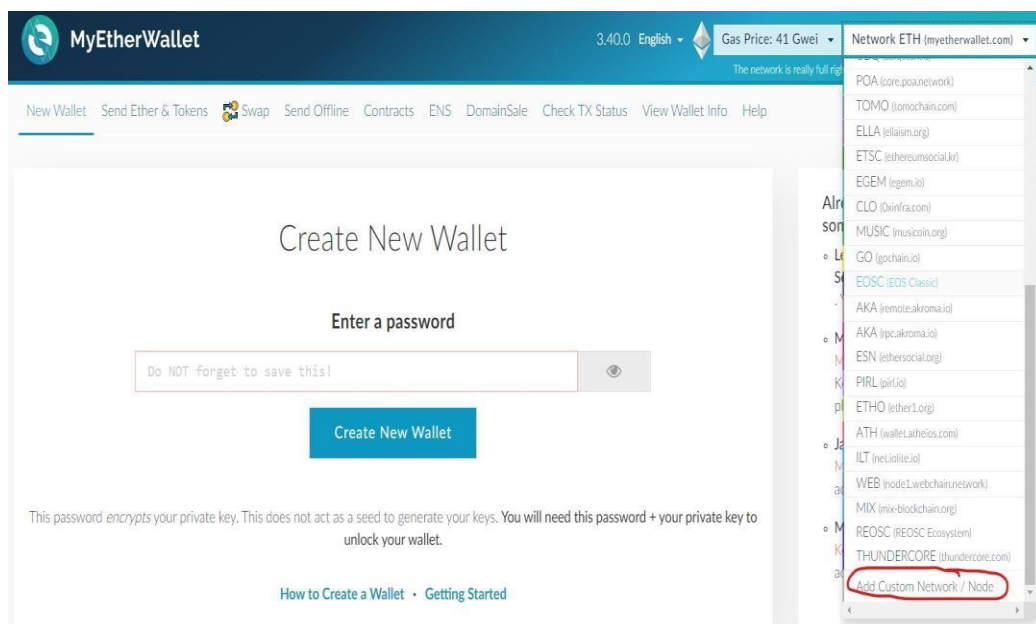 MyEtherWallet
3.40.0 English
Gas Price: 41 Gwei
Network ETH (myetherwallet.com)
The network is really full rig
New Wallet Send Ether & Tokens Swap Send Offline Contracts ENS DomainSale Check TX Status View Wallet Info Help
Create New Wallet
Enter a password
Do NOT forget to save this!
Create New Wallet
This password encrypts your private key. This does not act as a seed to generate your keys. You will need this password + your private key to
unlock your wallet.
How to Create a Wallet · Getting Started
Alre
son
POA (core.poa.network)
TOMO (tomochain.com)
ELLA (ellaism.org)
ETSC (ethereumsocial.kr)
EGEM (egem.io)
CLO (0xinfra.com)
MUSIC (musicoin.org)
GO (gochain.io)
EOSC (EOS Classic)
AKA (remote.akroma.io)
AKA (rpc.akroma.io)
ESN (ethersocial.org)
PIRL (pirl.io)
ETHO (ether1.org)
ATH (wallet.atheios.com)
ILT (net.iolite.io)
WEB (node1.webchain.network)
MIX (mix-blockchain.org)
REOSC (REOSC Ecosystem)
THUNDERCORE (thundercore.com)
Add Custom Network / Node